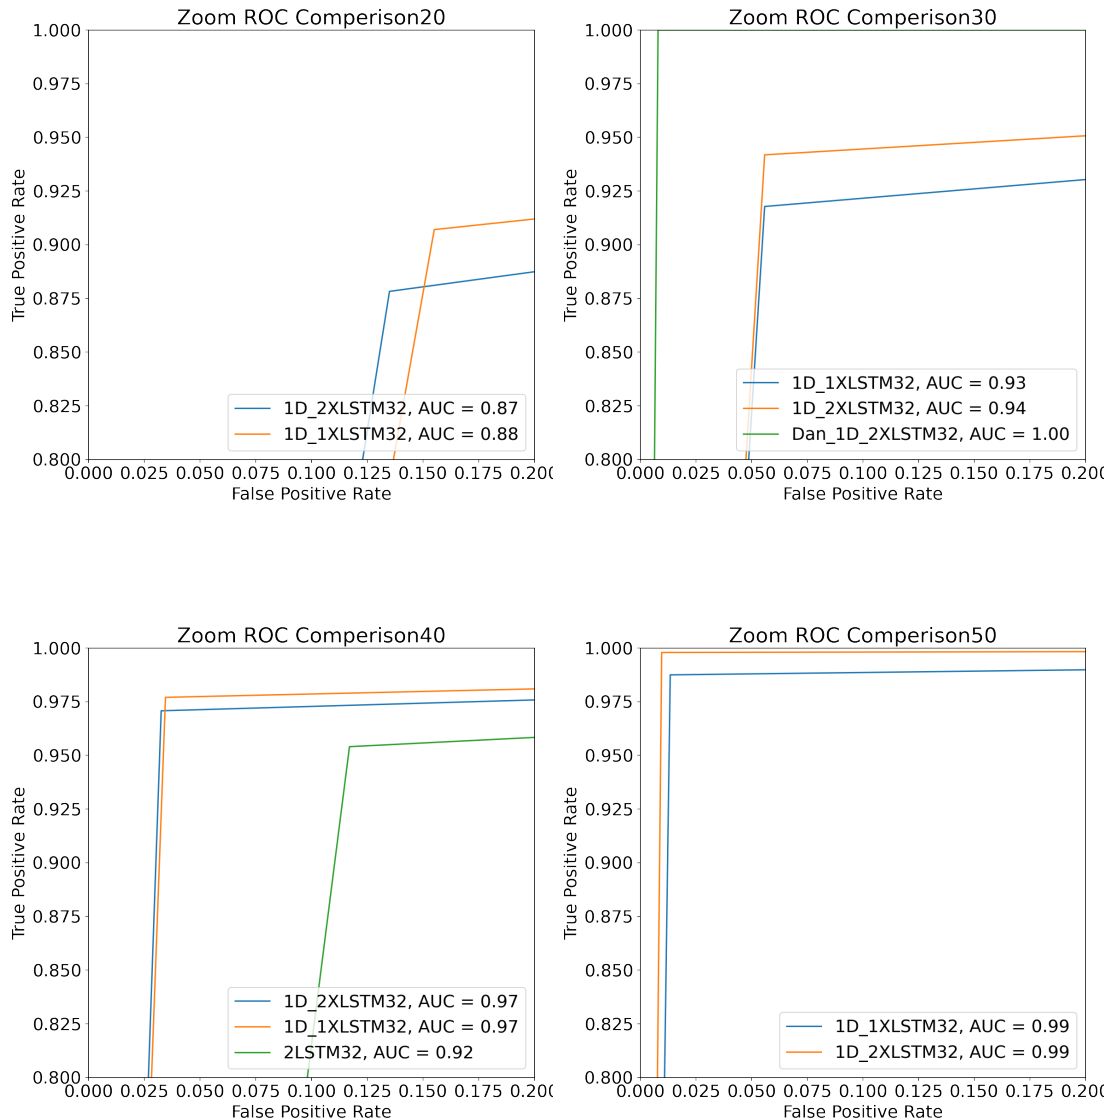 Zoom ROC Comperison20
1.000
0.975
0.950
0.925
0.900
0.875
0.850
0.825
0.800
True Positive Rate
1D_2XLSTM32, AUC = 0.87
1D_1XLSTM32, AUC = 0.88
0.000 0.025 0.050 0.075 0.100 0.125 0.150 0.175 0.200
False Positive Rate
Zoom ROC Comperison30
1.000
0.975
0.950
0.925
0.900
0.875
0.850
0.825
0.800
True Positive Rate
1D_1XLSTM32, AUC = 0.93
1D_2XLSTM32, AUC = 0.94
Dan_1D_2XLSTM32, AUC = 1.00
0.000 0.025 0.050 0.075 0.100 0.125 0.150 0.175 0.200
False Positive Rate
Zoom ROC Comperison40
1.000
0.975
0.950
0.925
0.900
0.875
0.850
0.825
0.800
True Positive Rate
1D_2XLSTM32, AUC = 0.97
1D_1XLSTM32, AUC = 0.97
2LSTM32, AUC = 0.92
0.000 0.025 0.050 0.075 0.100 0.125 0.150 0.175 0.200
False Positive Rate
Zoom ROC Comperison50
1.000
0.975
0.950
0.925
0.900
0.875
0.850
0.825
0.800
True Positive Rate
1D_1XLSTM32, AUC = 0.99
1D_2XLSTM32, AUC = 0.99
0.000 0.025 0.050 0.075 0.100 0.125 0.150 0.175 0.200
False Positive Rate